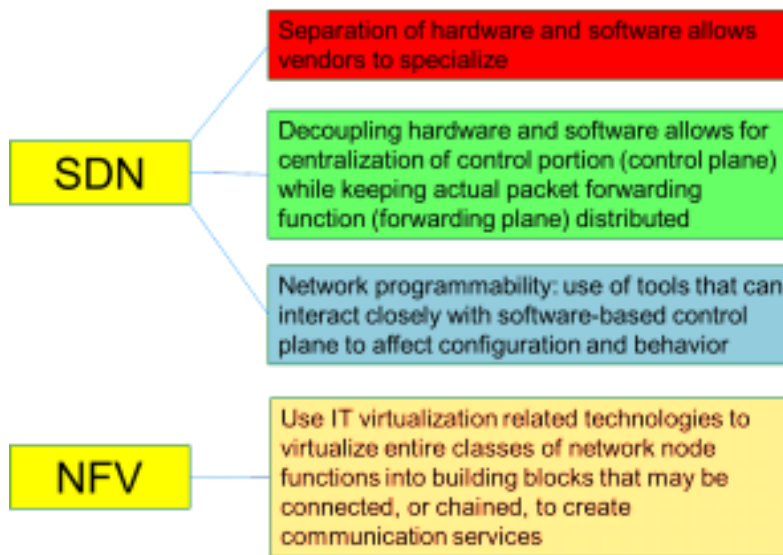 Separation of hardware and software allows
vendors to specialize
SDN
Decoupling hardware and software allows for
centralization of control portion (control plane)
while keeping actual packet forwarding
function (forwarding plane) distributed
Network programmability: use of tools that can
interact closely with software-based control
plane to affect configuration and behavior
NFV
Use IT virtualization related technologies to
virtualize entire classes of network node
functions into building blocks that may be
connected, or chained, to create
communication services